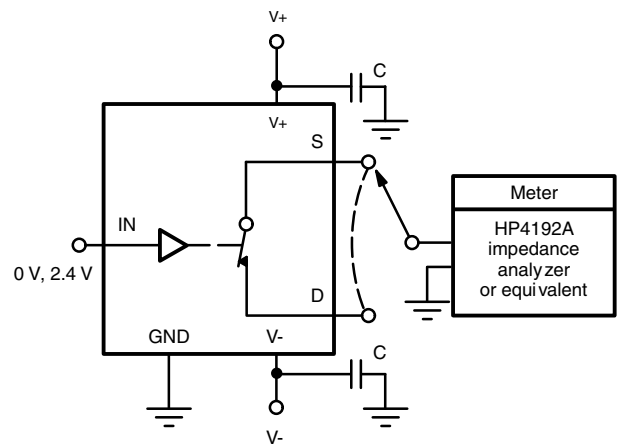 V+
C
V+
S
Meter
HP4192A
impedance
analyzer
or equivalent
IN
0 V, 2.4 V
D
GND
V-
C
V-